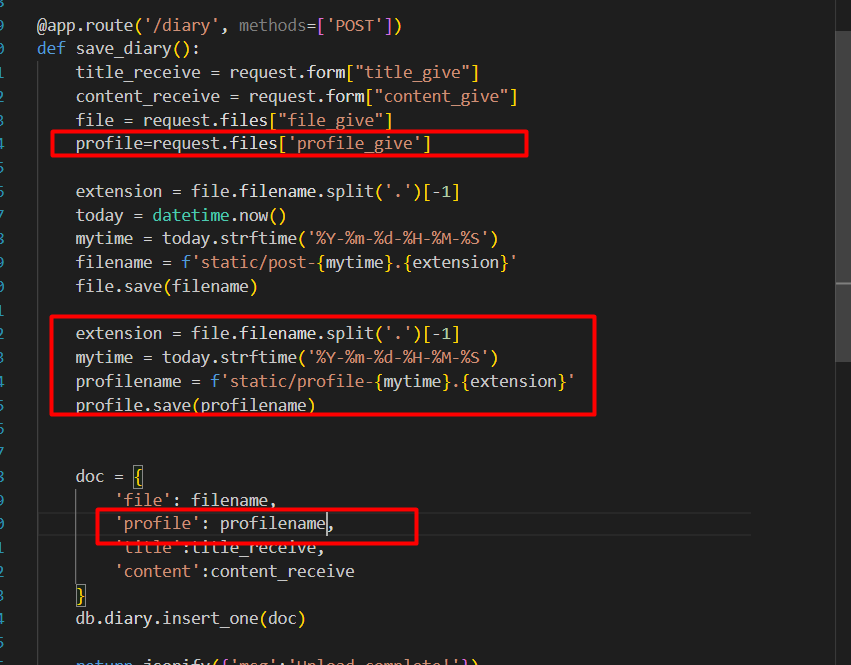 @app.route('/diary', methods=['POST'])
def save_diary():
title_receive = request.form["title_give"]
content_receive = request.form["content_give"]
file = request.files["file_give"]
profile=request.files['profile_give']
extension = file.filename.split('.')[-1]
today = datetime.now()
mytime = today.strftime('%Y-%m-%d-%H-%M-%S')
filename = f'static/post-{mytime}.{extension}'
file.save(filename)
extension = file.filename.split('.')[-1]
mytime = today.strftime('%Y-%m-%d-%H-%M-%S')
profilename = f'static/profile-{mytime}.{extension}'
profile.save(profilename)
doc = {
'file': filename,
'profile': profilename,
'title':title_receive,
'content':content_receive
}
db.diary.insert_one(doc)
return jsonify({'msg':'Upload complete!'})